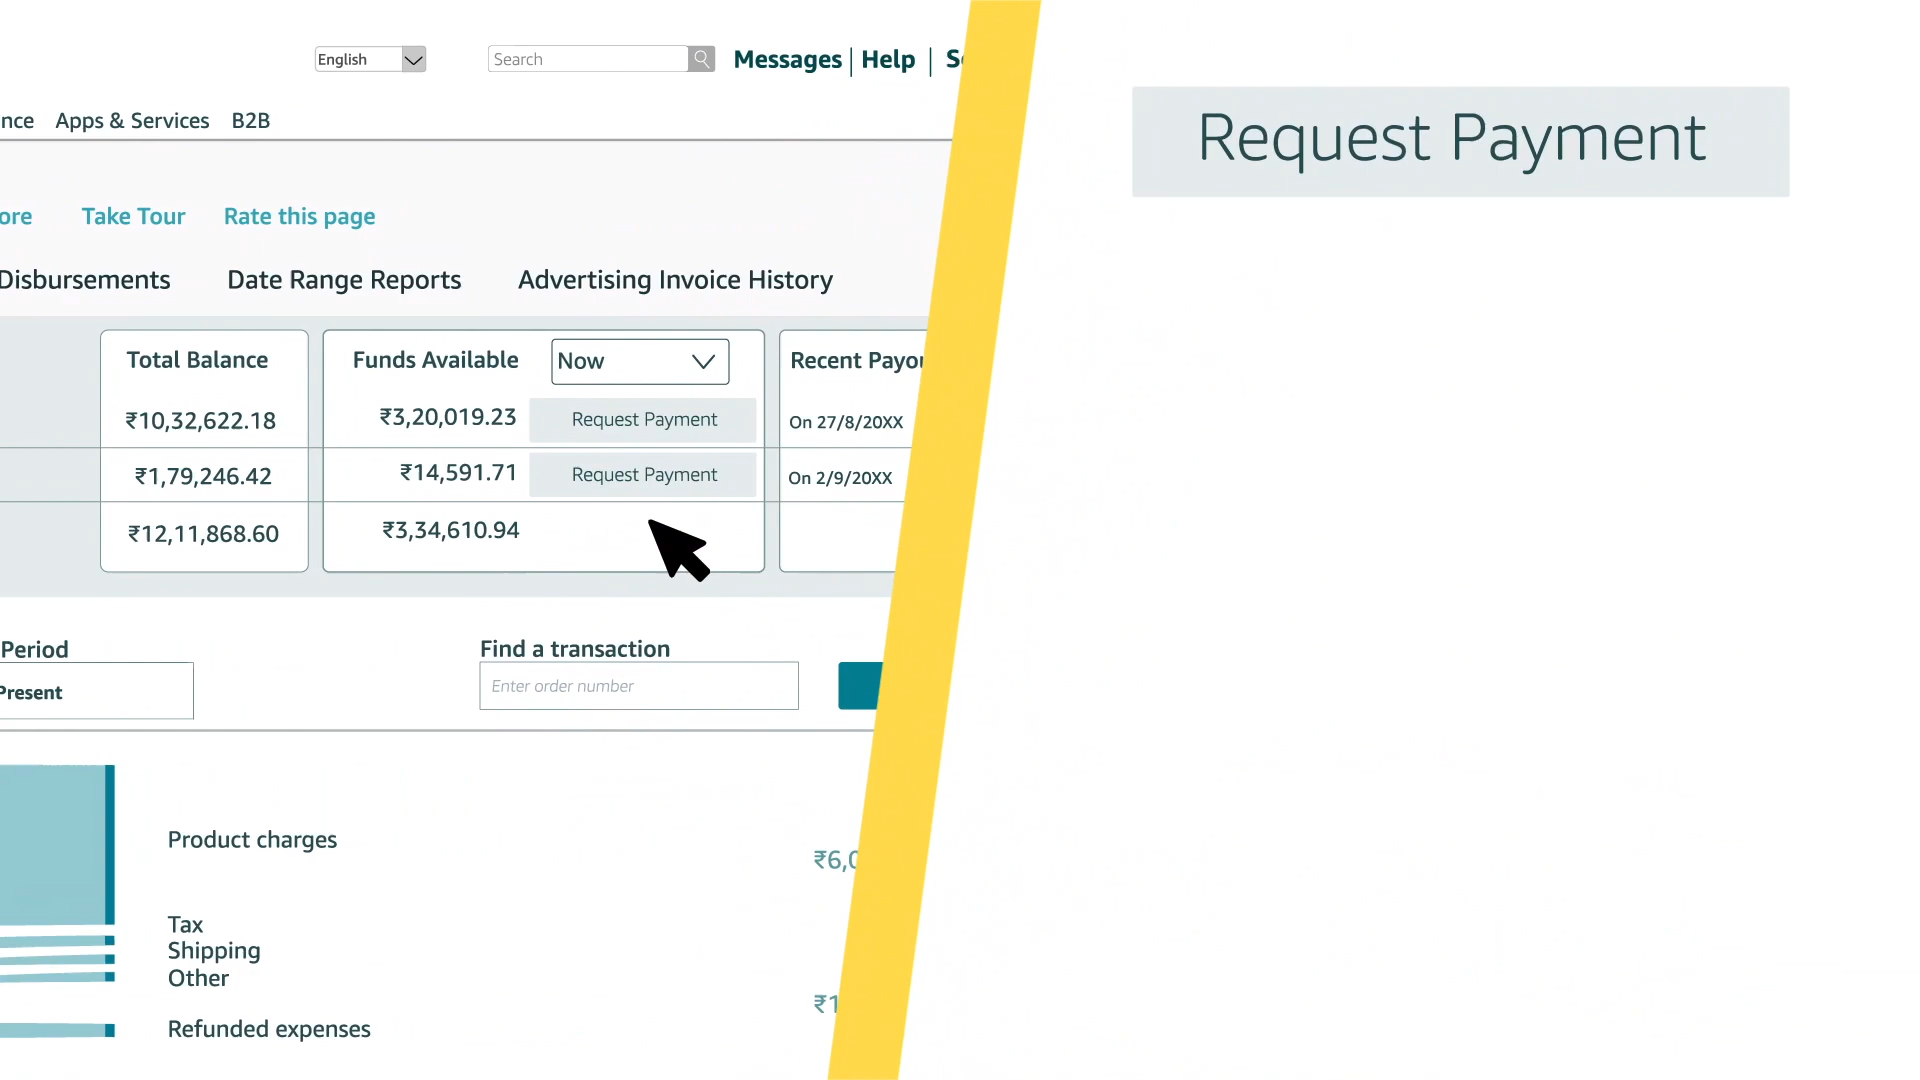 English
Search
Messages | Help |
Apps & Services B2B
Take Tour Rate this page
Disbursements Date Range Reports Advertising Invoice History
Total Balance Funds Available Now Recent
₹10,32,622.18 ₹3,20,019.23 Request Payment On 27/8/20XX
₹1,79,246.42 ₹14,591.71 Request Payment On 2/9/20XX
₹12,11,868.60 ₹3,34,610.94
Period Find a transaction
Present Enter order number
Product charges
Tax
Shipping
Other
Refunded expenses
Request Payment